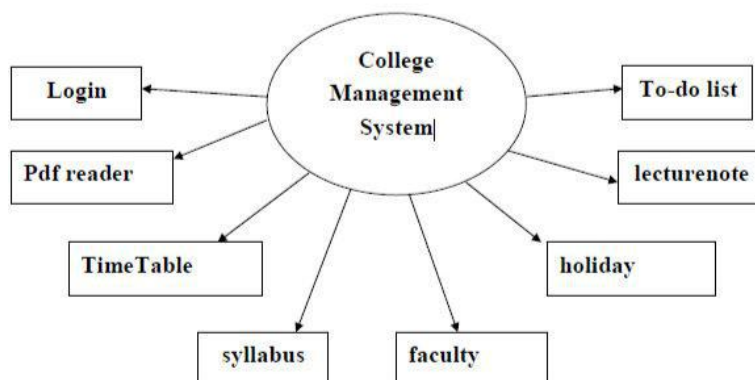 College
Management
System
Login
To-do list
Pdf reader
lecturenote
TimeTable
holiday
syllabus
faculty